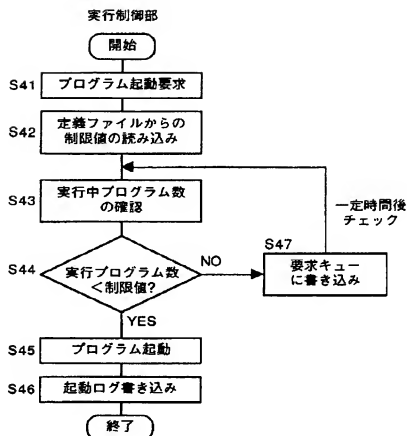 実行制御部
開始
S41
プログラム起動要求
S42
定義ファイルからの
制限値の読み込み
S43
実行中プログラム数
の確認
一定時間後
チェック
S44
実行プログラム数
<制限値?
NO
S47
要求キュー
に書き込み
YES
S45
プログラム起動
S46
起動ログ書き込み
終了